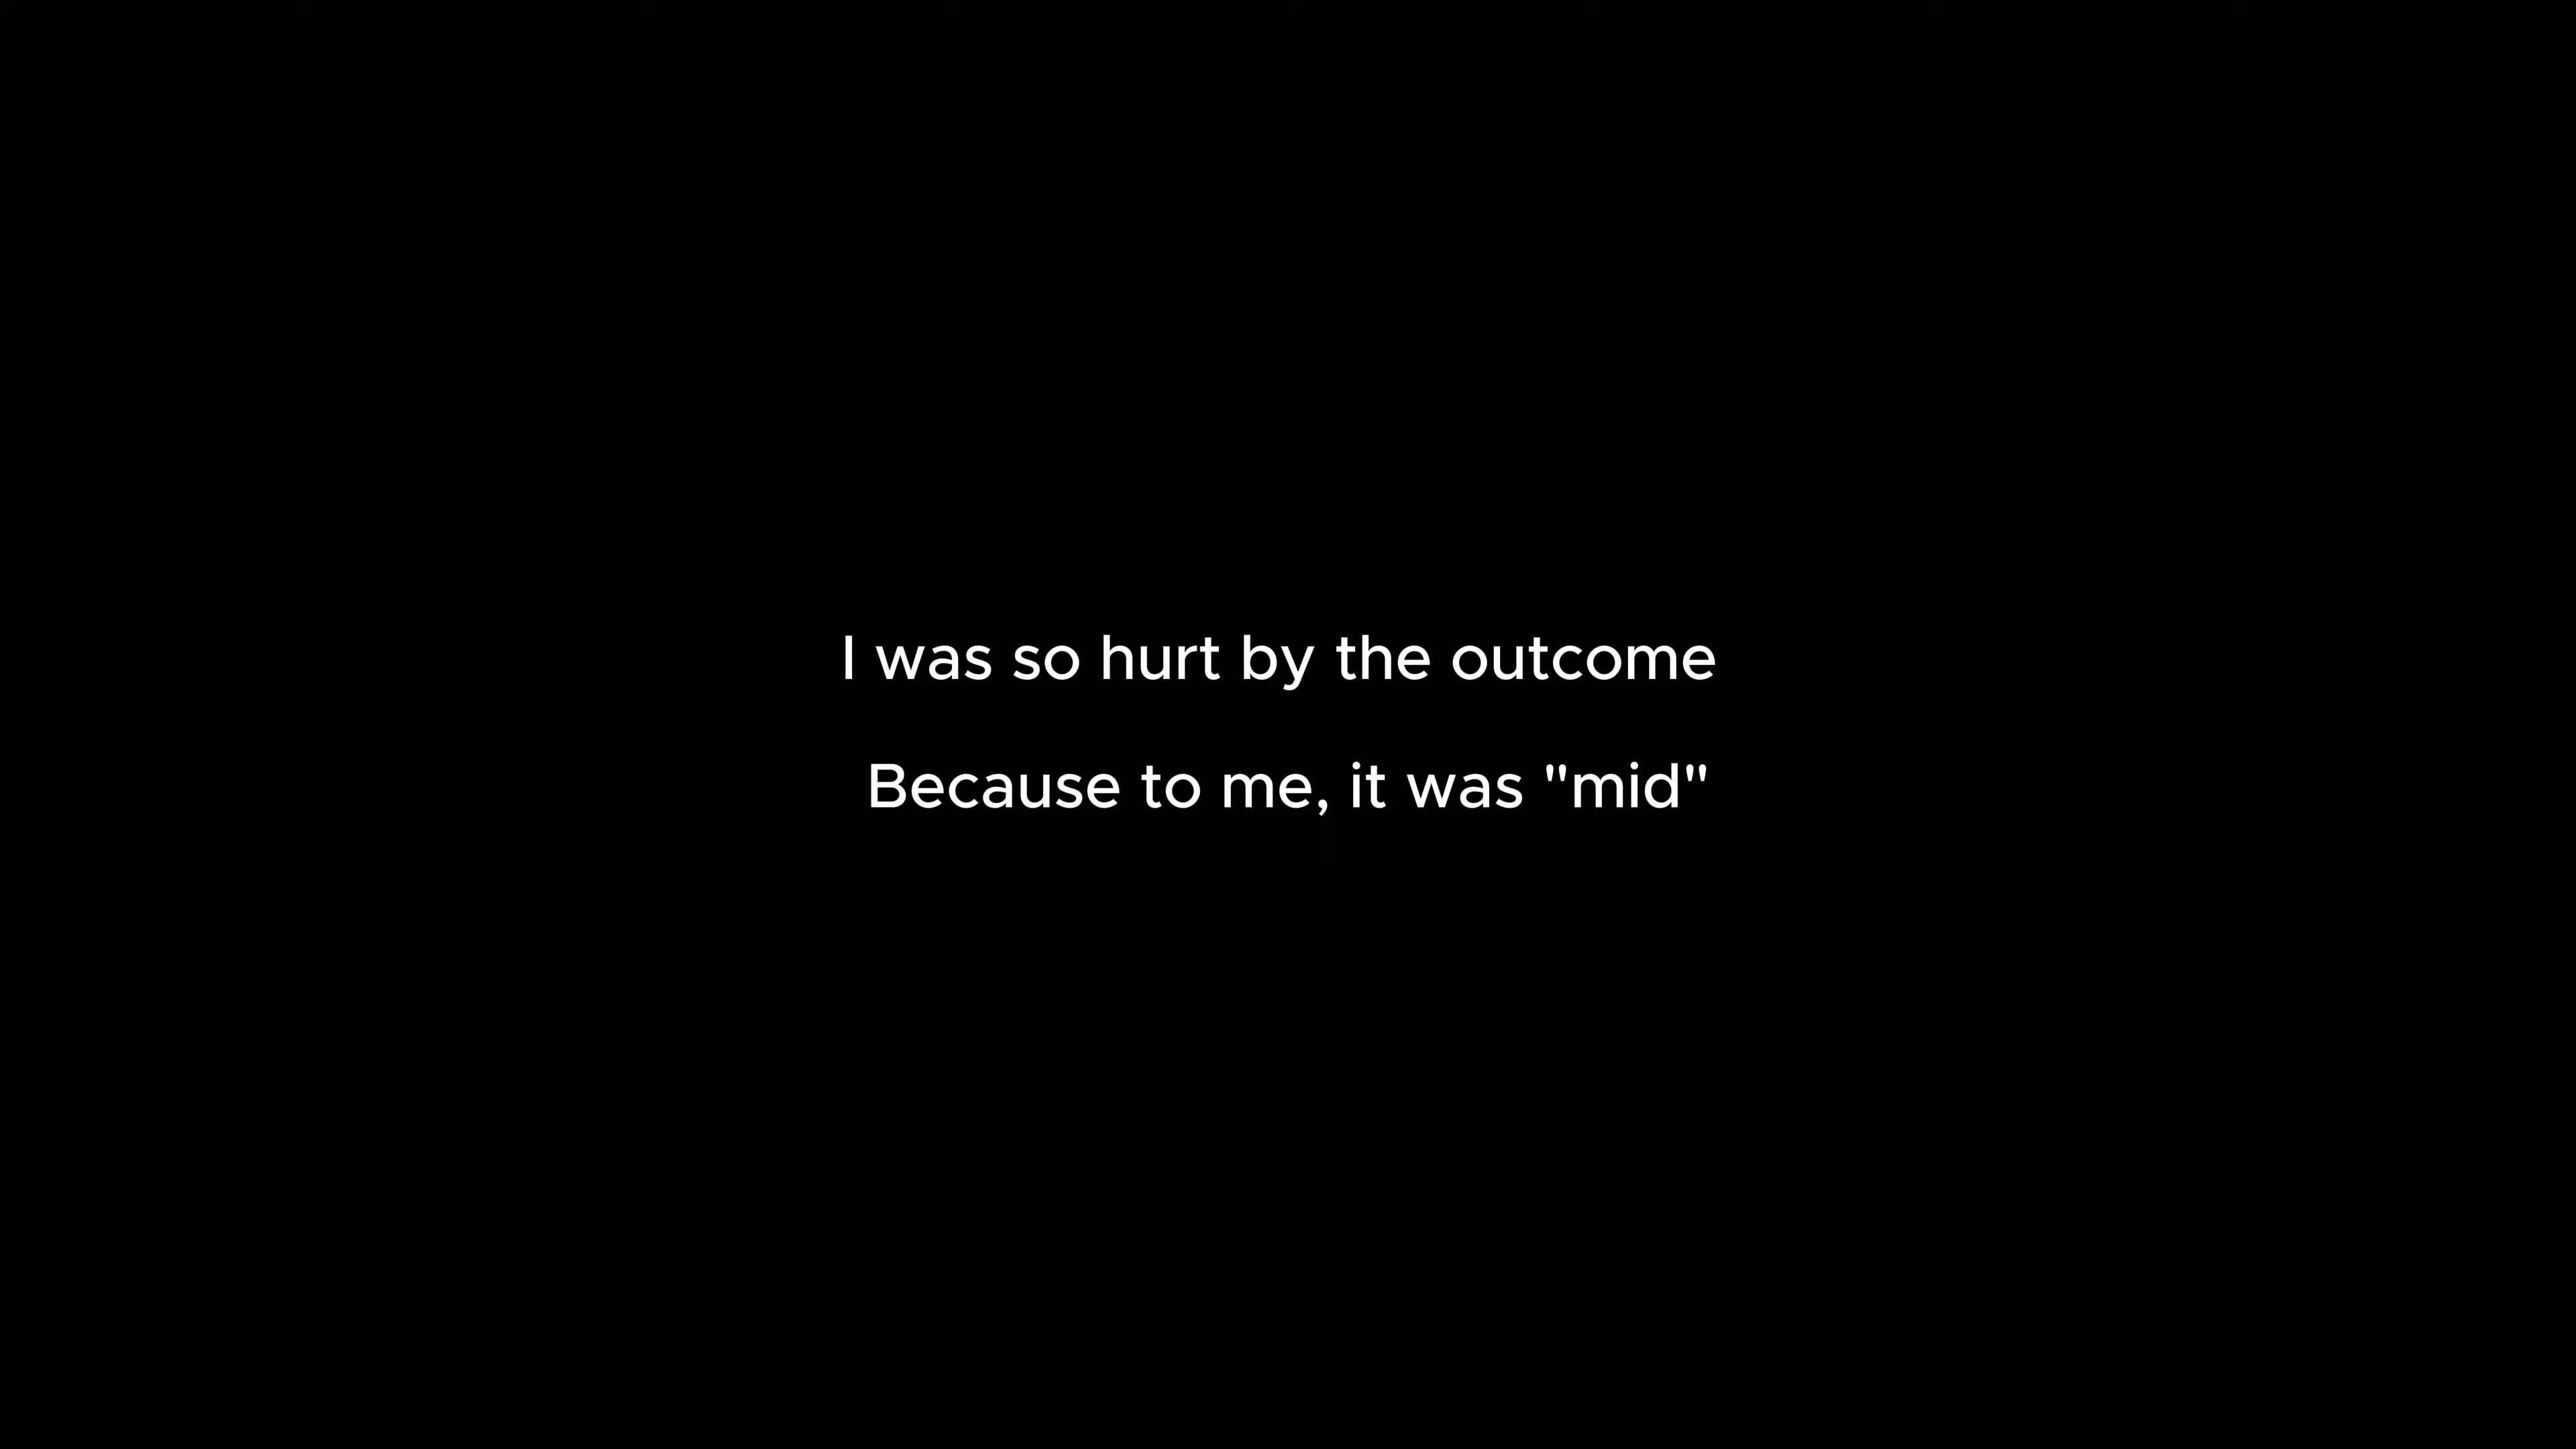 I was so hurt by the outcome
Because to me, it was "mid"